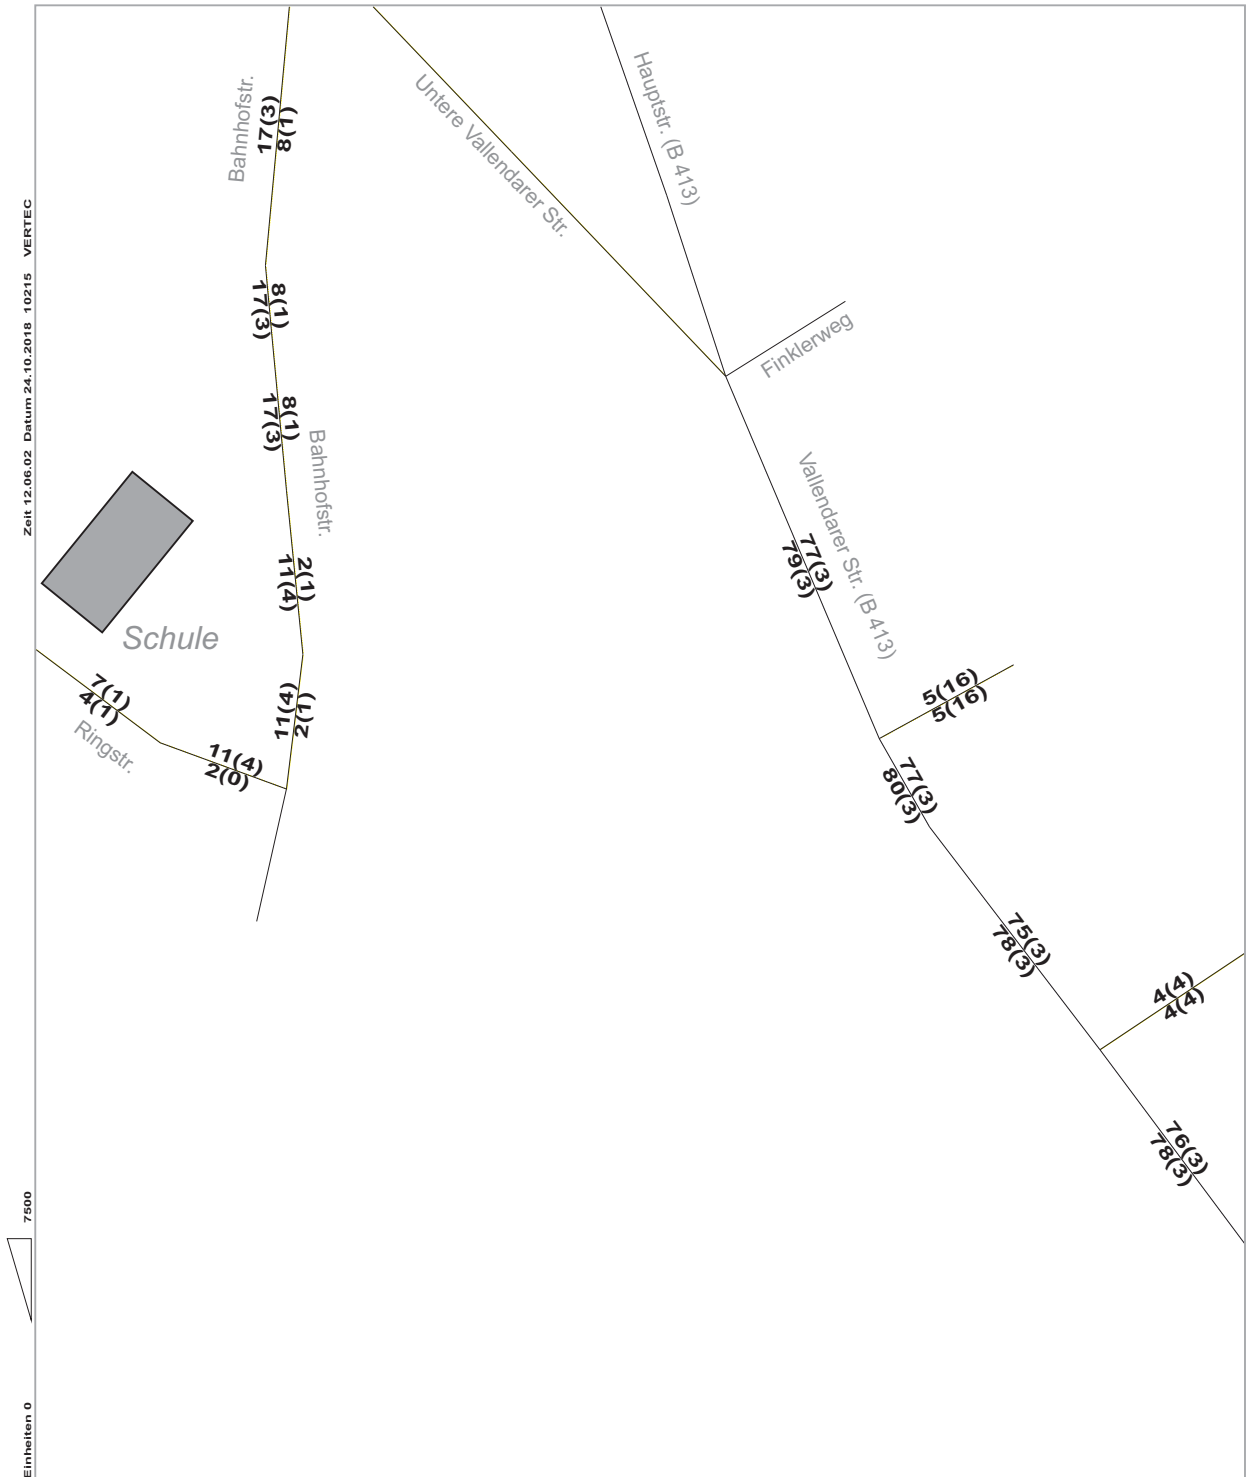 Bahnhofstr.
17(3)
8(1)
Untere Vallendarer Str.
Hauptstr. (B 413)
8(1)
17(3)
Finklerweg
8(1)
17(3)
Bahnhofstr.
Vallendarer Str. (B 413)
77(3)
79(3)
2(1)
11(4)
Schule
7(1)
4(1)
Ringstr.
11(4)
2(1)
11(4)
2(0)
5(16)
5(16)
77(3)
80(3)
75(3)
78(3)
4(4)
4(4)
76(3)
78(3)
Einheiten 0 7500 Zeit 12.06.02 Datum 24.10.2018 10215 VERTEC